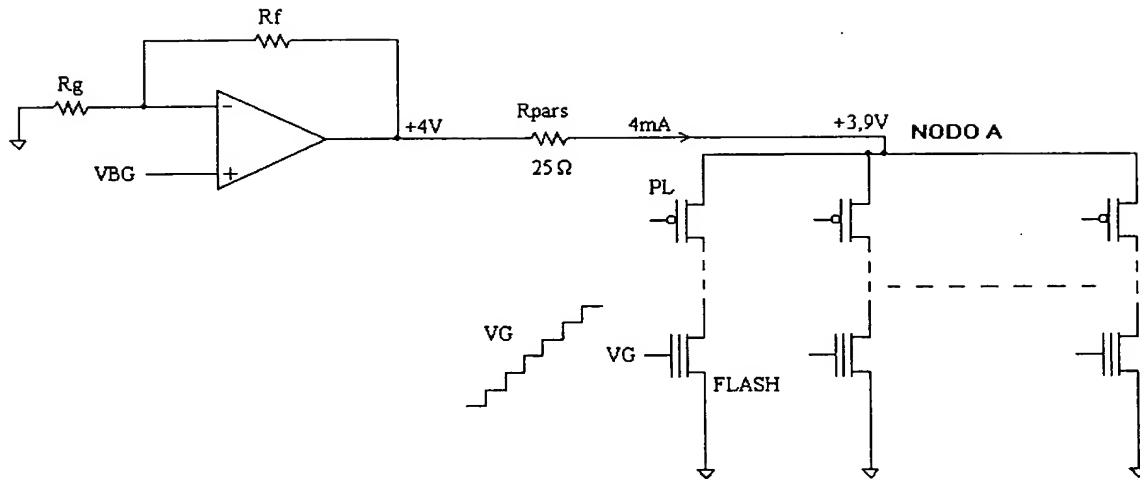 Rf
Rg
Rpars
+4V
4mA
+3,9V
NODO A
VBG
25 Ω
PL
VG
VG
FLASH